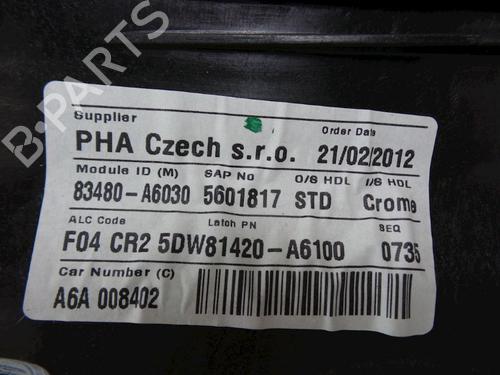 Supplier Order Date
PHA Czech s.r.o. 21/02/2012
Module ID (M) SAP No O/S HDL I/S HDL
83480-A6030 5601817 STD Crome
ALC Code Latch PN SEQ
F04 CR2 5DW81420-A6100 0735
Car Number (C)
A6A 008402
B-PARTS